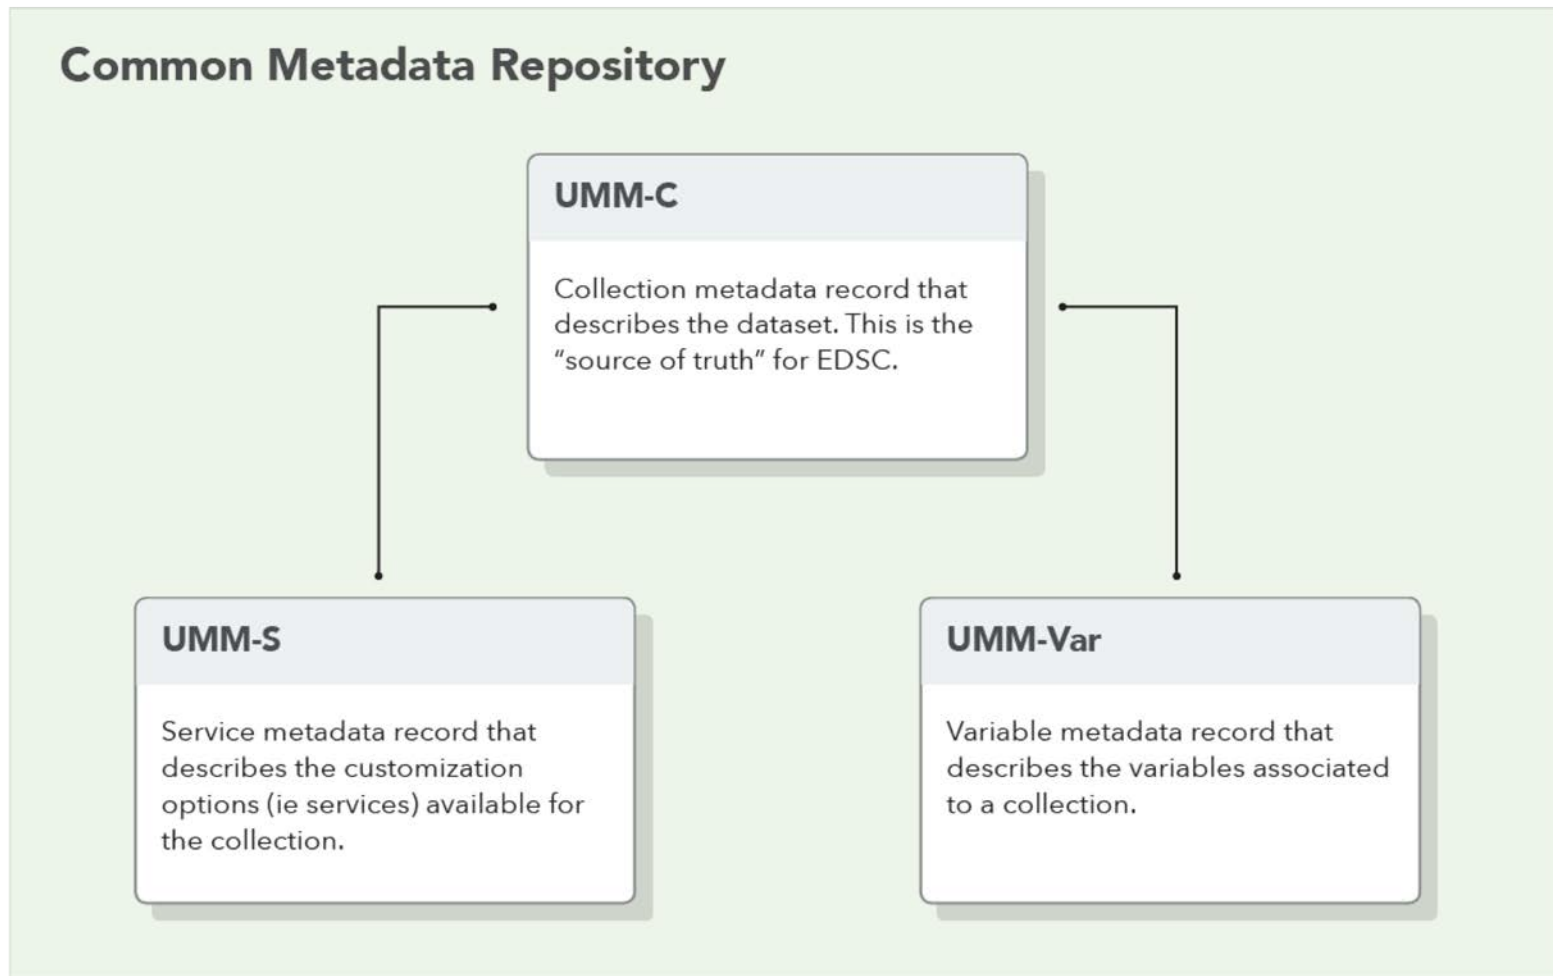 Common Metadata Repository
UMM-C
Collection metadata record that
describes the dataset. This is the
“source of truth” for EDSC.
UMM-S
Service metadata record that
describes the customization
options (ie services) available for
the collection.
UMM-Var
Variable metadata record that
describes the variables associated
to a collection.